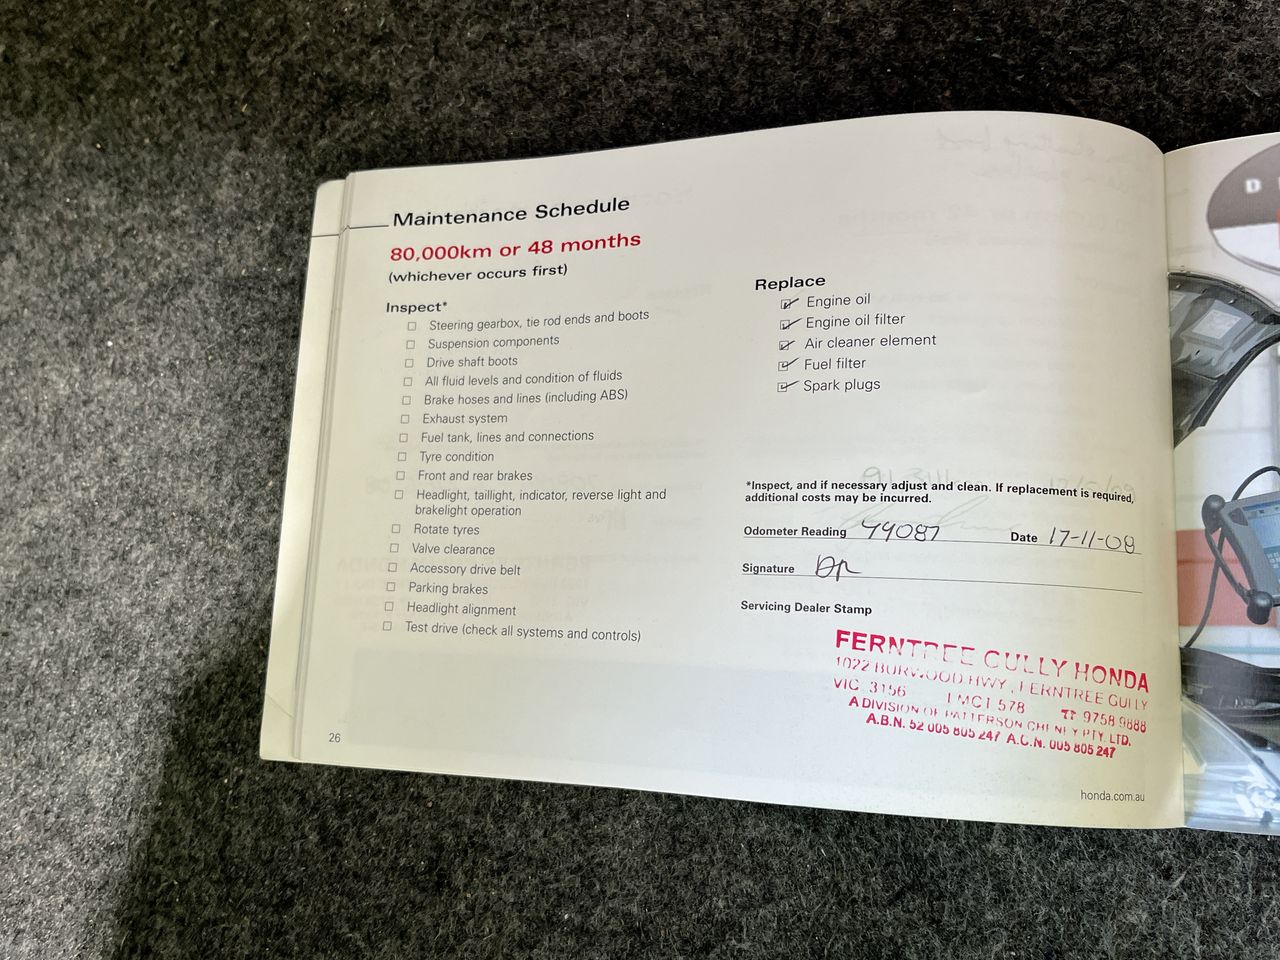 Maintenance Schedule
80,000km or 48 months
(whichever occurs first)
Inspect*
Steering gearbox, tie rod ends and boots
Suspension components
Drive shaft boots
All fluid levels and condition of fluids
Brake hoses and lines (including ABS)
Exhaust system
Fuel tank, lines and connections
Tyre condition
Front and rear brakes
Headlight, taillight, indicator, reverse light and
brakelight operation
Rotate tyres
Valve clearance
Accessory drive belt
Parking brakes
Headlight alignment
Test drive (check all systems and controls)
26
Replace
Engine oil
Engine oil filter
Air cleaner element
Fuel filter
Spark plugs
*Inspect, and if necessary adjust and clean. If replacement is required,
additional costs may be incurred.
Odometer Reading Date 17-11-08
Signature
Servicing Dealer Stamp
FERNTREE GULLY HONDA
1022 BURWOOD HWY, FERNTREE GULLY
VIC 3156 LMCT 578 T: 9758 9888
A DIVISION OF PATTERSON CHENEY PTY. LTD.
A.B.N. 52 005 805 247 A.C.N. 005 805 247
honda.com.au